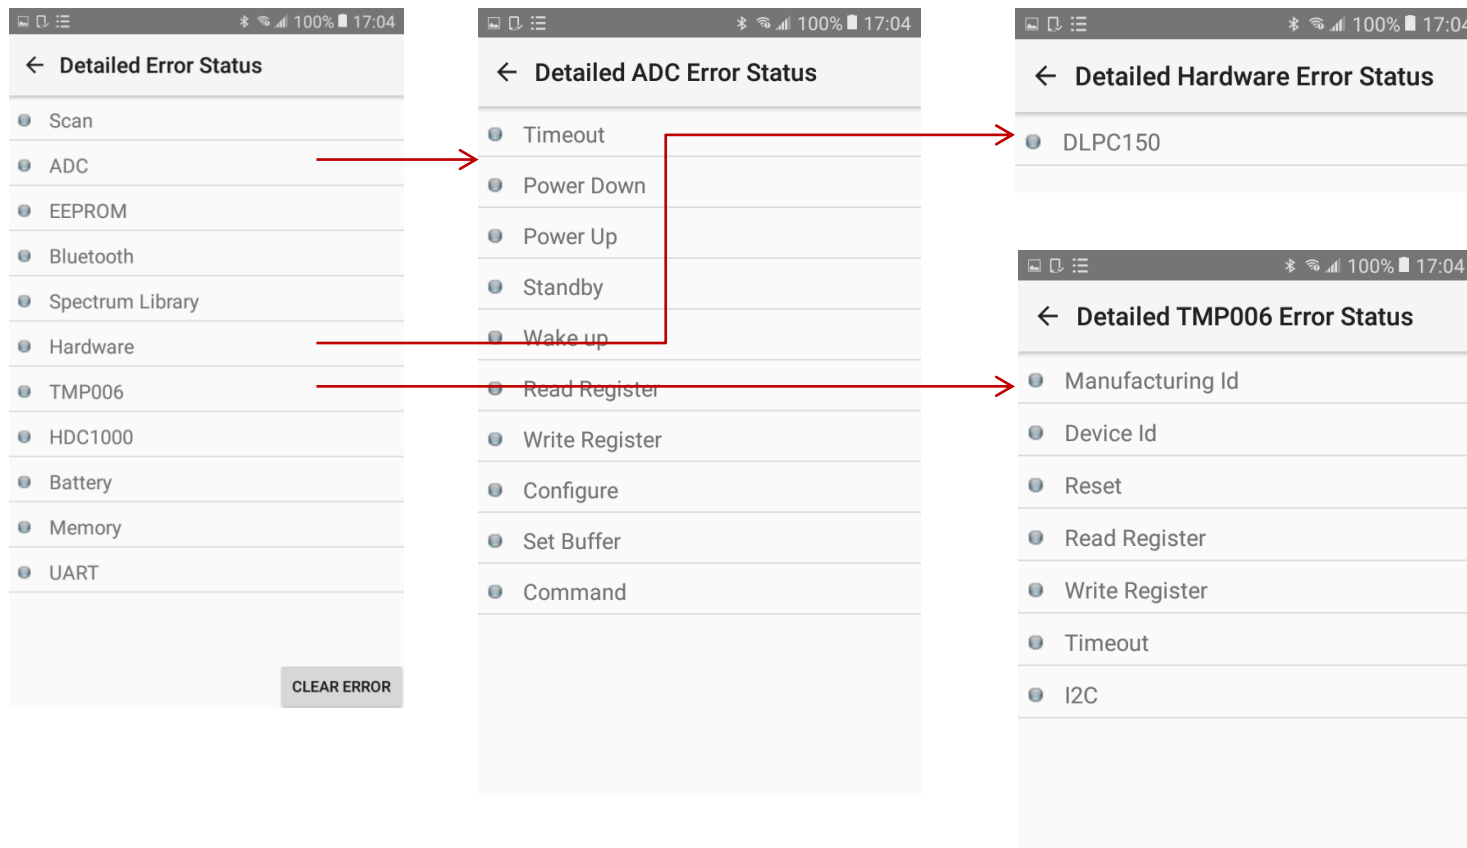 100% 17:04
Detailed Error Status
Scan
ADC
EEPROM
Bluetooth
Spectrum Library
Hardware
TMP006
HDC1000
Battery
Memory
UART
CLEAR ERROR
100% 17:04
Detailed ADC Error Status
Timeout
Power Down
Power Up
Standby
Wake up
Read Register
Write Register
Configure
Set Buffer
Command
100% 17:04
Detailed Hardware Error Status
DLPC150
100% 17:04
Detailed TMP006 Error Status
Manufacturing Id
Device Id
Reset
Read Register
Write Register
Timeout
I2C